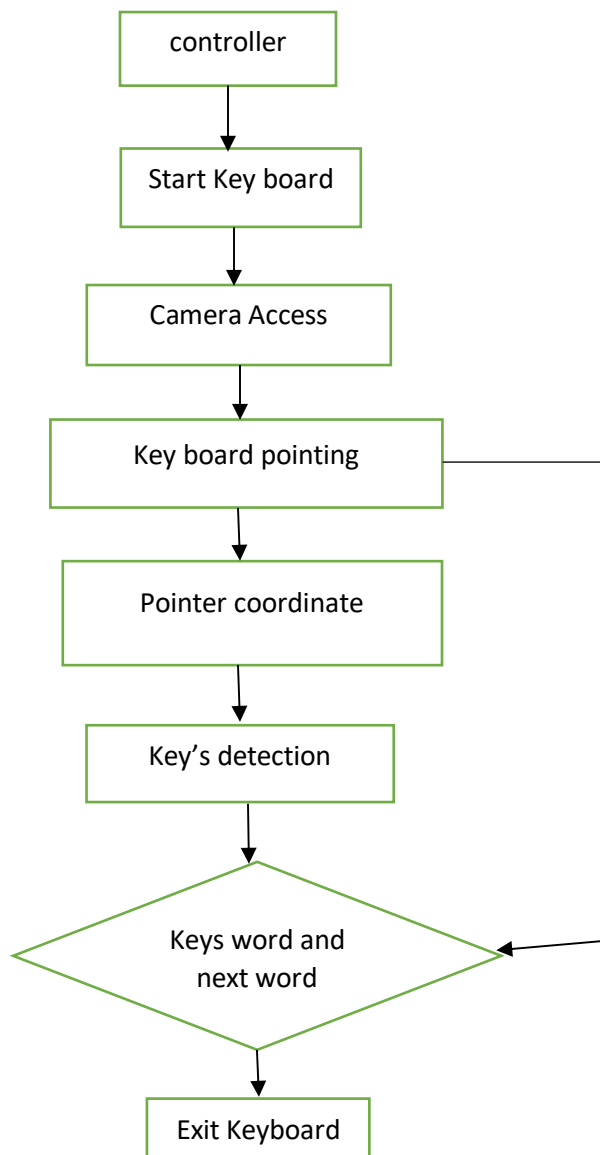 controller
Start Key board
Camera Access
Key board pointing
Pointer coordinate
Key’s detection
Keys word and
next word
Exit Keyboard